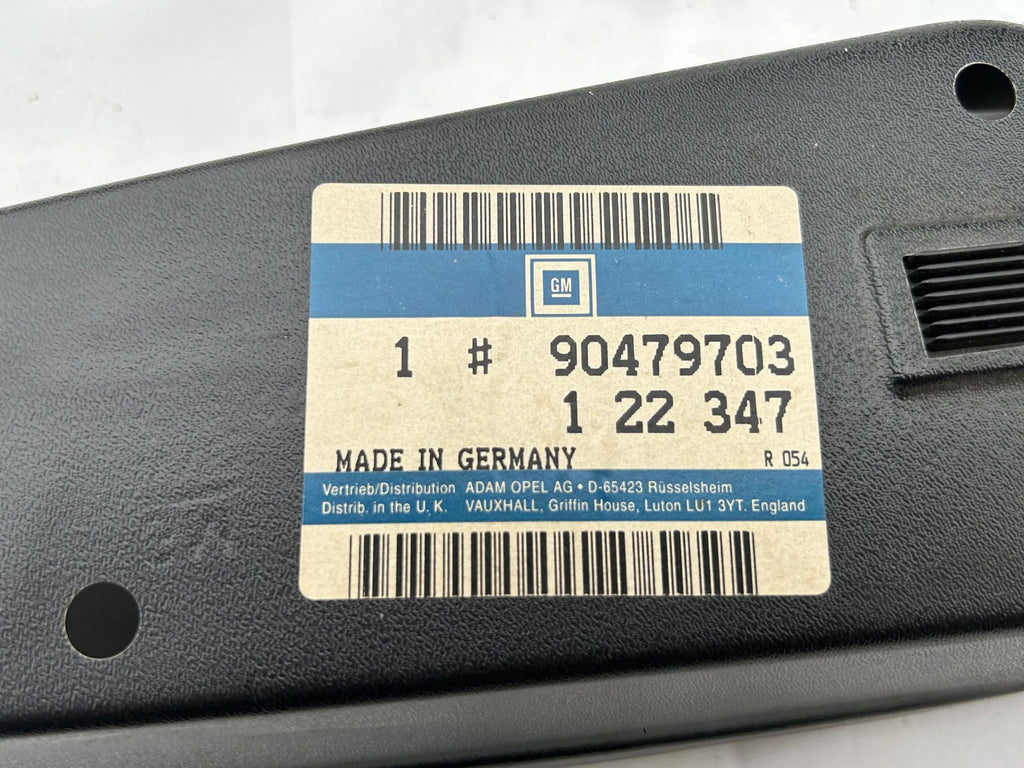 GM
1 # 90479703
1 22 347
MADE IN GERMANY R 054
Vertrieb/Distribution ADAM OPEL AG • D-65423 Rüsselsheim
Distrib. in the U. K. VAUXHALL, Griffin House, Luton LU1 3YT. England